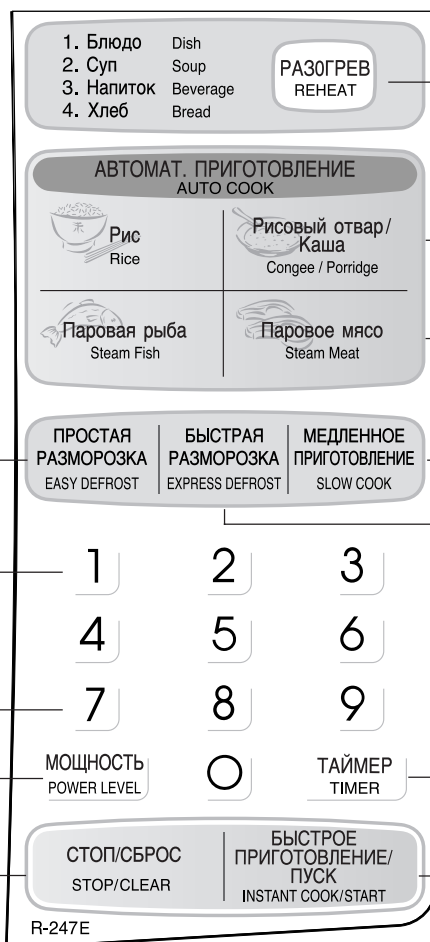 1. Блюдо Dish
2. Суп Soup
3. Напиток Beverage
4. Хлеб Bread
РАЗ0ГРЕВ
REHEAT
АВТОМАТ. ПРИГОТОВЛЕНИЕ
AUTO COOK
Рис
Rice
Рисовый отвар/
Каша
Congee / Porridge
Паровая рыба
Steam Fish
Паровое мясо
Steam Meat
ПРОСТАЯ
РАЗМОРОЗКА
EASY DEFROST
БЫСТРАЯ
РАЗМОРОЗКА
EXPRESS DEFROST
МЕДЛЕННОЕ
ПРИГОТОВЛЕНИЕ
SLOW COOK
1 2 3
4 5 6
7 8 9
МОЩНОСТЬ
POWER LEVEL
0
ТАЙМЕР
TIMER
СТОП/СБРОС
STOP/CLEAR
БЫСТРОЕ
ПРИГОТОВЛЕНИЕ/
ПУСК
INSTANT COOK/START
R-247E